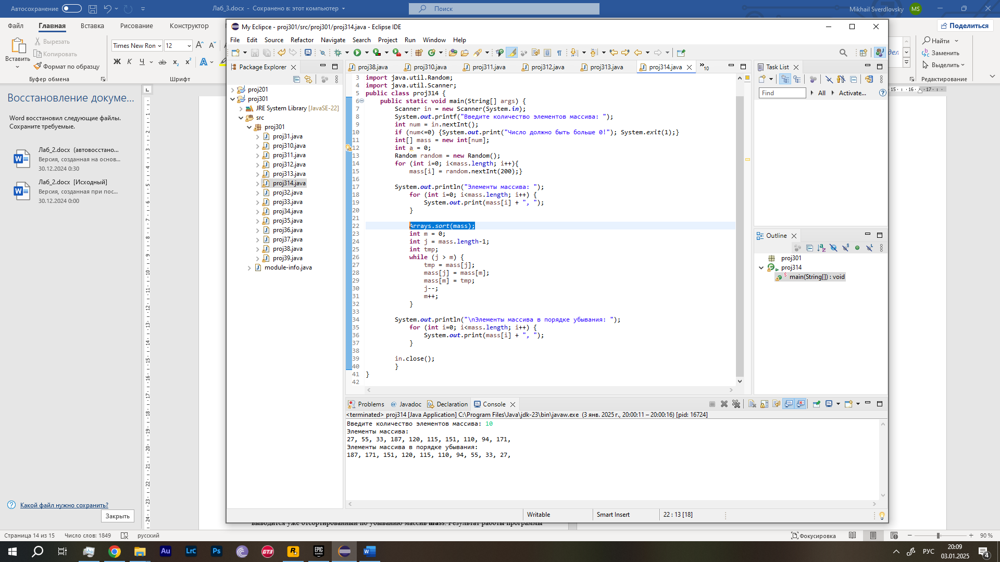 Автосохранение
Лаб_3.docx - Сохранено в: этот компьютер
Поиск
Mikhail Sverdlovsky
MS
Файл
Главная
Вставка
Рисование
Конструктор
Поделиться
Вставить
Вырезать
Копировать
Формат по образцу
Буфер обмена
Times New Ron
12
Ж К Ч ab x₂ x²
Шрифт
Найти
Заменить
Выделить
Редактирование
Восстановление докуме...
Word восстановил следующие файлы.
Сохраните требуемые.
Лаб_2.docx (автовосстано...
Версия, созданная на основ...
30.12.2024 0:30
Лаб_2.docx [Исходный]
Версия, созданная при пос...
30.12.2024 0:00
Какой файл нужно сохранить?
Закрыть
My Eclipce - proj301/src/proj301/proj314.java - Eclipse IDE
File Edit Source Refactor Navigate Search Project Run Window Help
Package Explorer
proj201
proj301
JRE System Library [JavaSE-22]
src
proj301
proj31.java
proj310.java
proj311.java
proj312.java
proj313.java
proj314.java
proj32.java
proj33.java
proj34.java
proj35.java
proj36.java
proj37.java
proj38.java
proj39.java
module-info.java
proj38.java
proj310.java
proj311.java
proj312.java
proj313.java
proj314.java
»10
3 import java.util.Random;
4 import java.util.Scanner;
5 public class proj314 {
6 public static void main(String[] args) {
7 Scanner in = new Scanner(System.in);
8 System.out.printf("Введите количество элементов массива: ");
9 int num = in.nextInt();
10 if (num<=0) {System.out.print("Число должно быть больше 0!"); System.exit(1);}
11 int[] mass = new int[num];
12 int a = 0;
13 Random random = new Random();
14 for (int i=0; i<mass.length; i++){
15 mass[i] = random.nextInt(200);}
16
17 System.out.println("Элементы массива: ");
18 for (int i=0; i<mass.length; i++) {
19 System.out.print(mass[i] + ", ");
20 }
21
22 Arrays.sort(mass);
23 int m = 0;
24 int j = mass.length-1;
25 int tmp;
26 while (j > m) {
27 tmp = mass[j];
28 mass[j] = mass[m];
29 mass[m] = tmp;
30 j--;
31 m++;
32 }
33
34 System.out.println("\nЭлементы массива в порядке убывания: ");
35 for (int i=0; i<mass.length; i++) {
36 System.out.print(mass[i] + ", ");
37 }
38
39 in.close();
40 }
41 }
42
Task List
Find
All
Activate...
Outline
proj301
proj314
main(String[]) : void
Problems
Javadoc
Declaration
Console
<terminated> proj314 [Java Application] C:\Program Files\Java\jdk-23\bin\javaw.exe (3 янв. 2025 г., 20:00:11 – 20:00:16) [pid: 16724]
Введите количество элементов массива: 10
Элементы массива:
27, 55, 33, 187, 120, 115, 151, 110, 94, 171,
Элементы массива в порядке убывания:
187, 171, 151, 120, 115, 110, 94, 55, 33, 27,
Writable
Smart Insert
22 : 13 [18]
выводится уже отсортированный по убыванию массив mass. Результат работы программы
Страница 14 из 15
Число слов: 1849
русский
Фокусировка
90 %
Au
Lrc
Ps
GT3
R
EPIC GAMES
РУС
20:09
03.01.2025
4